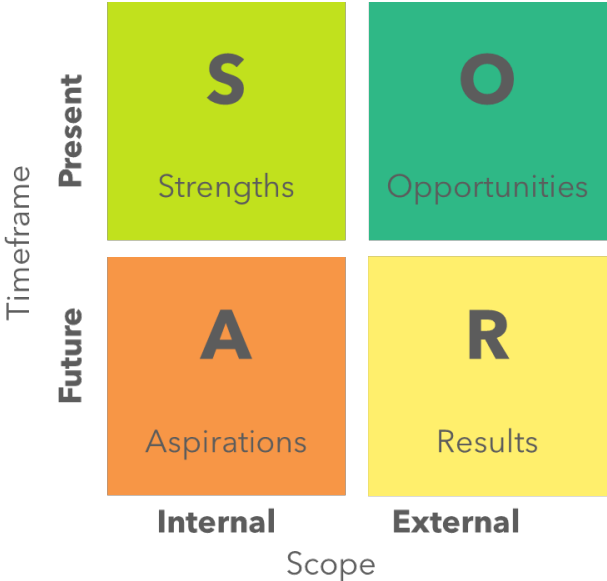 Timeframe
Present
S
Strengths
O
Opportunities
Future
A
Aspirations
R
Results
Internal
External
Scope